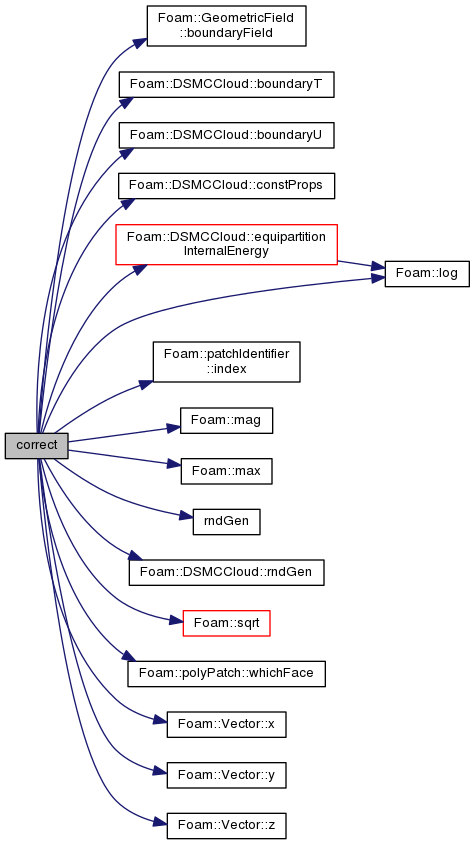 Foam::GeometricField
::boundaryField
Foam::DSMCCloud::boundaryT
Foam::DSMCCloud::boundaryU
Foam::DSMCCloud::constProps
Foam::DSMCCloud::equipartition
InternalEnergy
Foam::log
Foam::patchIdentifier
::index
Foam::mag
correct
Foam::max
rndGen
Foam::DSMCCloud::rndGen
Foam::sqrt
Foam::polyPatch::whichFace
Foam::Vector::x
Foam::Vector::y
Foam::Vector::z